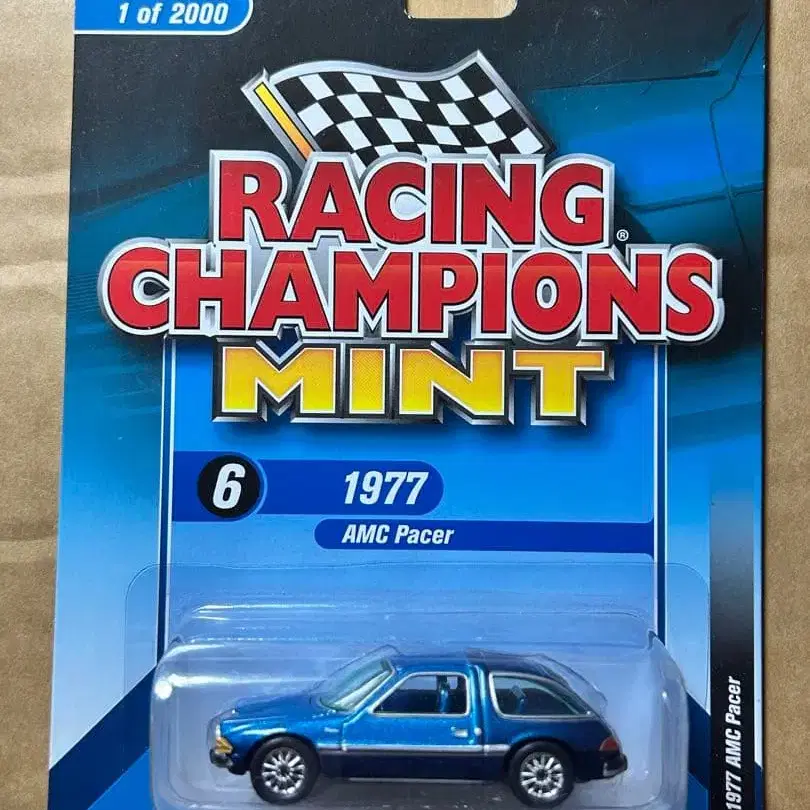 1 of 2000
RACING
CHAMPIONS®
MINT
6 1977
AMC Pacer
1977 AMC Pacer